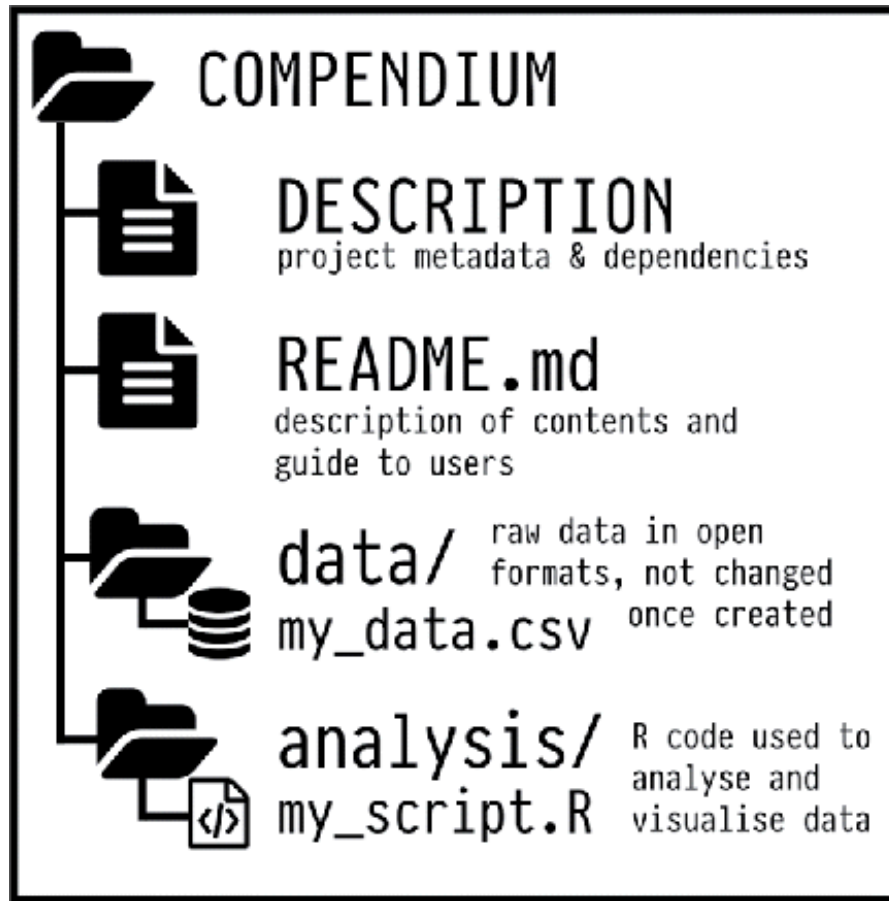 COMPENDIUM
DESCRIPTION
project metadata & dependencies
README.md
description of contents and
guide to users
data/
raw data in open
formats, not changed
once created
my_data.csv
analysis/
R code used to
analyse and
visualise data
my_script.R
</>